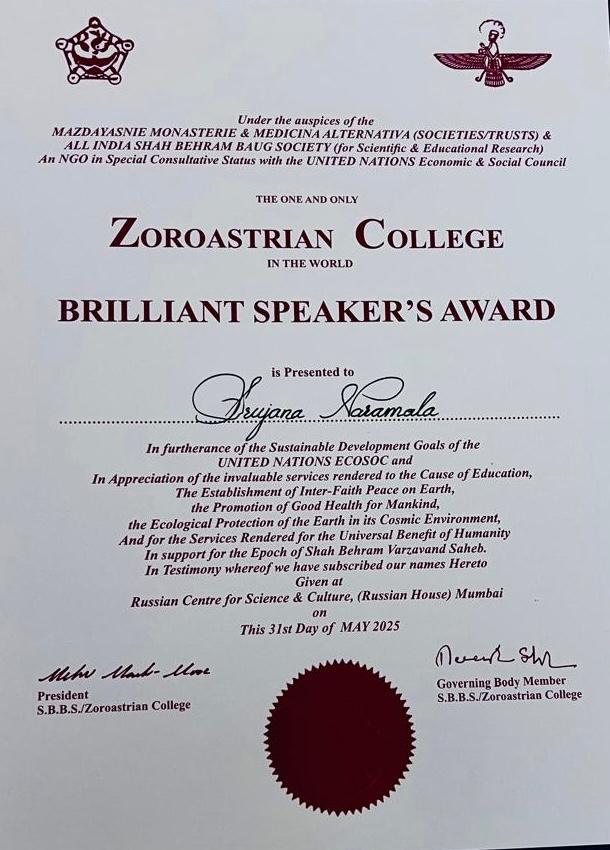 Under the auspices of the
MAZDAYASNIE MONASTERIE & MEDICINA ALTERNATIVA (SOCIETIES/TRUSTS) &
ALL INDIA SHAH BEHRAM BAUG SOCIETY (for Scientific & Educational Research)
An NGO in Special Consultative Status with the UNITED NATIONS Economic & Social Council
THE ONE AND ONLY
ZOROASTRIAN COLLEGE
IN THE WORLD
BRILLIANT SPEAKER'S AWARD
is Presented to
Srujana Naramala
In furtherance of the Sustainable Development Goals of the
UNITED NATIONS ECOSOC and
In Appreciation of the invaluable services rendered to the Cause of Education,
The Establishment of Inter-Faith Peace on Earth,
the Promotion of Good Health for Mankind,
the Ecological Protection of the Earth in its Cosmic Environment,
And for the Services Rendered for the Universal Benefit of Humanity
In support for the Epoch of Shah Behram Varzavand Saheb.
In Testimony whereof we have subscribed our names Hereto
Given at
Russian Centre for Science & Culture, (Russian House) Mumbai
on
This 31st Day of MAY 2025
President
S.B.B.S./Zoroastrian College
Governing Body Member
S.B.B.S./Zoroastrian College